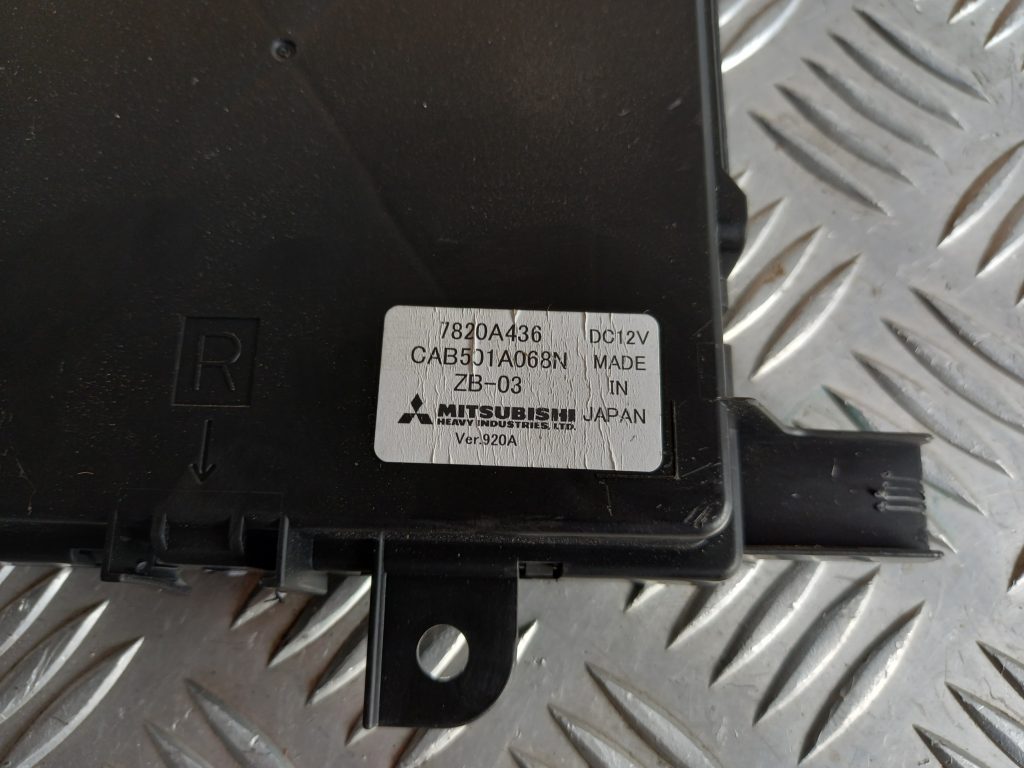 7820A436 DC12V
CAB501A068N MADE
ZB-03 IN
MITSUBISHI JAPAN
HEAVY INDUSTRIES, LTD.
Ver.920A
R